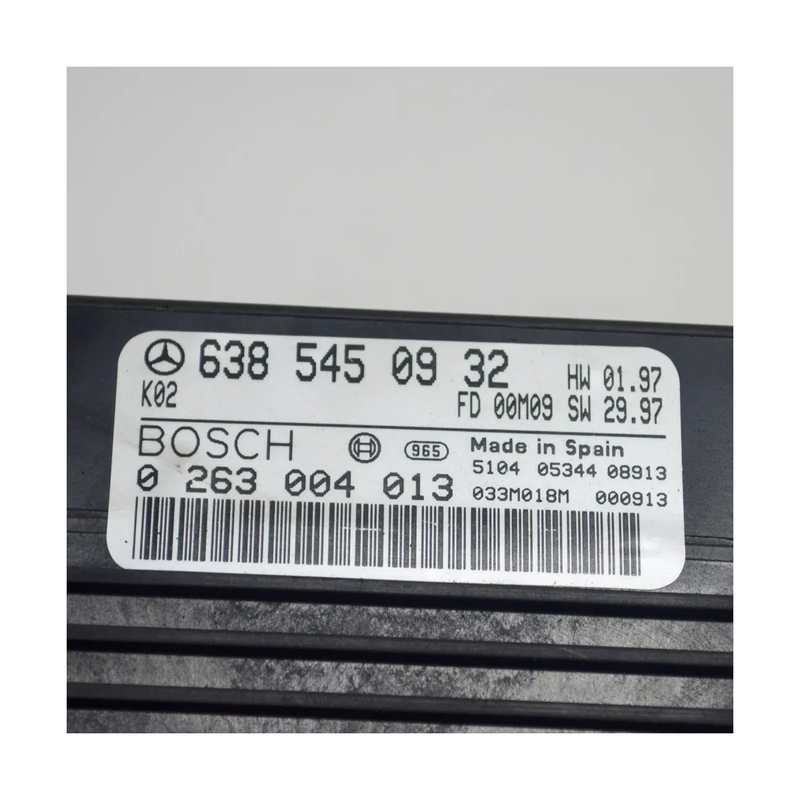 638 545 09 32 HW 01.97
K02 FD 00M09 SW 29.97
BOSCH 965 Made in Spain
5104 05344 08913
0 263 004 013 033M018M 000913